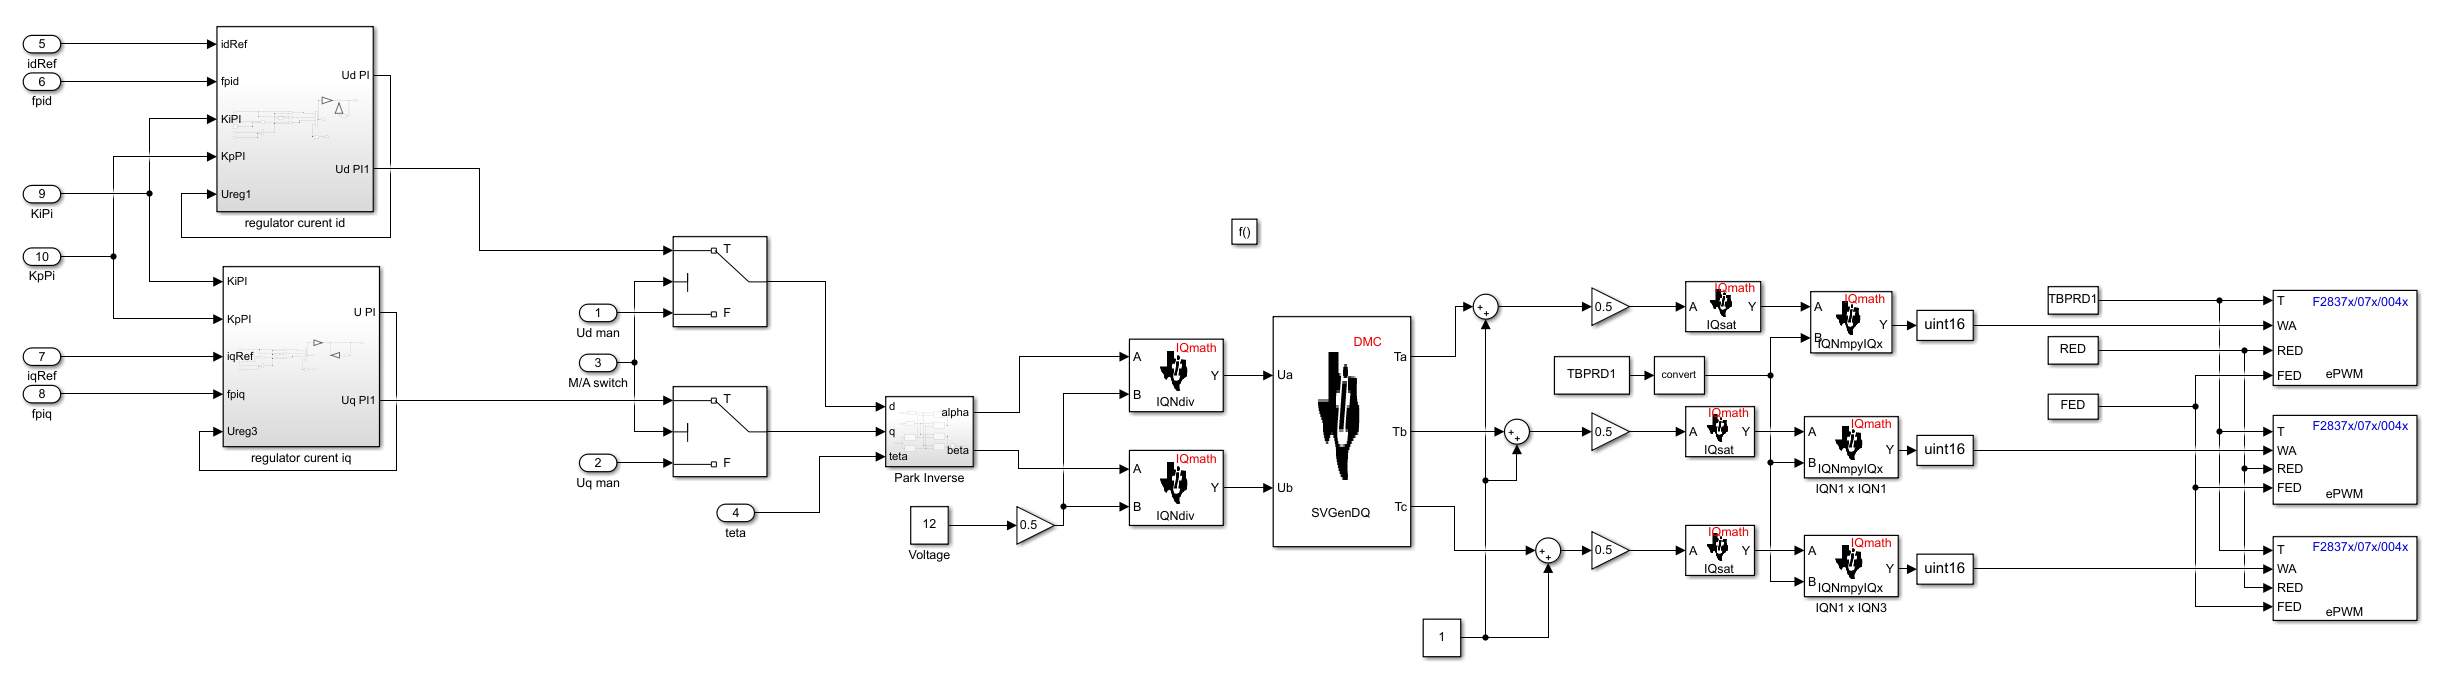 5
idRef
6
fpid
9
KiPi
10
KpPi
7
iqRef
8
fpiq
idRef
fpid
KiPI
KpPI
Ureg1
Ud PI
Ud PI1
regulator curent id
KiPI
KpPI
iqRef
fpiq
Ureg3
U PI
Uq PI1
regulator curent iq
1
Ud man
3
M/A switch
2
Uq man
T
F
T
F
4
teta
d
q
teta
alpha
beta
Park Inverse
12
Voltage
0.5
IQmath
A
B
Y
IQNdiv
IQmath
A
B
Y
IQNdiv
f()
DMC
Ua
Ub
Ta
Tb
Tc
SVGenDQ
1
+
+
+
+
+
+
0.5
0.5
0.5
IQmath
A
Y
IQsat
IQmath
A
Y
IQsat
IQmath
A
Y
IQsat
TBPRD1
convert
IQmath
A
B
Y
IQNmpyIQx
IQmath
A
B
Y
IQNmpyIQx
IQN1 x IQN1
IQmath
A
B
Y
IQNmpyIQx
IQN1 x IQN3
uint16
uint16
uint16
TBPRD1
RED
FED
T
WA
RED
FED
F2837x/07x/004x
ePWM
T
WA
RED
FED
F2837x/07x/004x
ePWM
T
WA
RED
FED
F2837x/07x/004x
ePWM